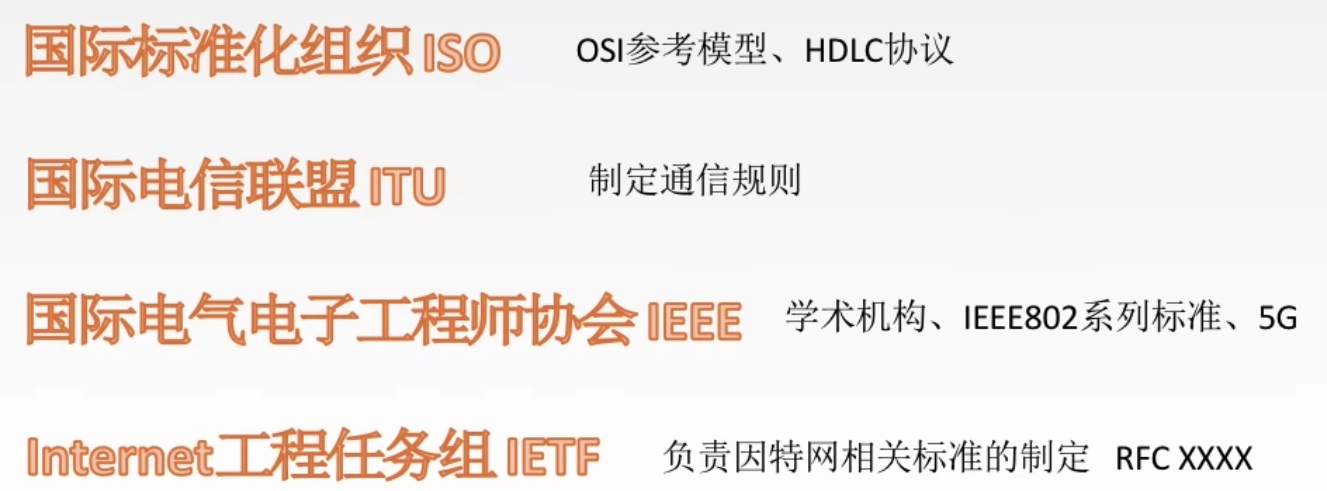 国际标准化组织 ISO OSI参考模型、HDLC协议
国际电信联盟 ITU 制定通信规则
国际电气电子工程师协会 IEEE 学术机构、IEEE802系列标准、5G
Internet工程任务组 IETF 负责因特网相关标准的制定 RFC XXXX